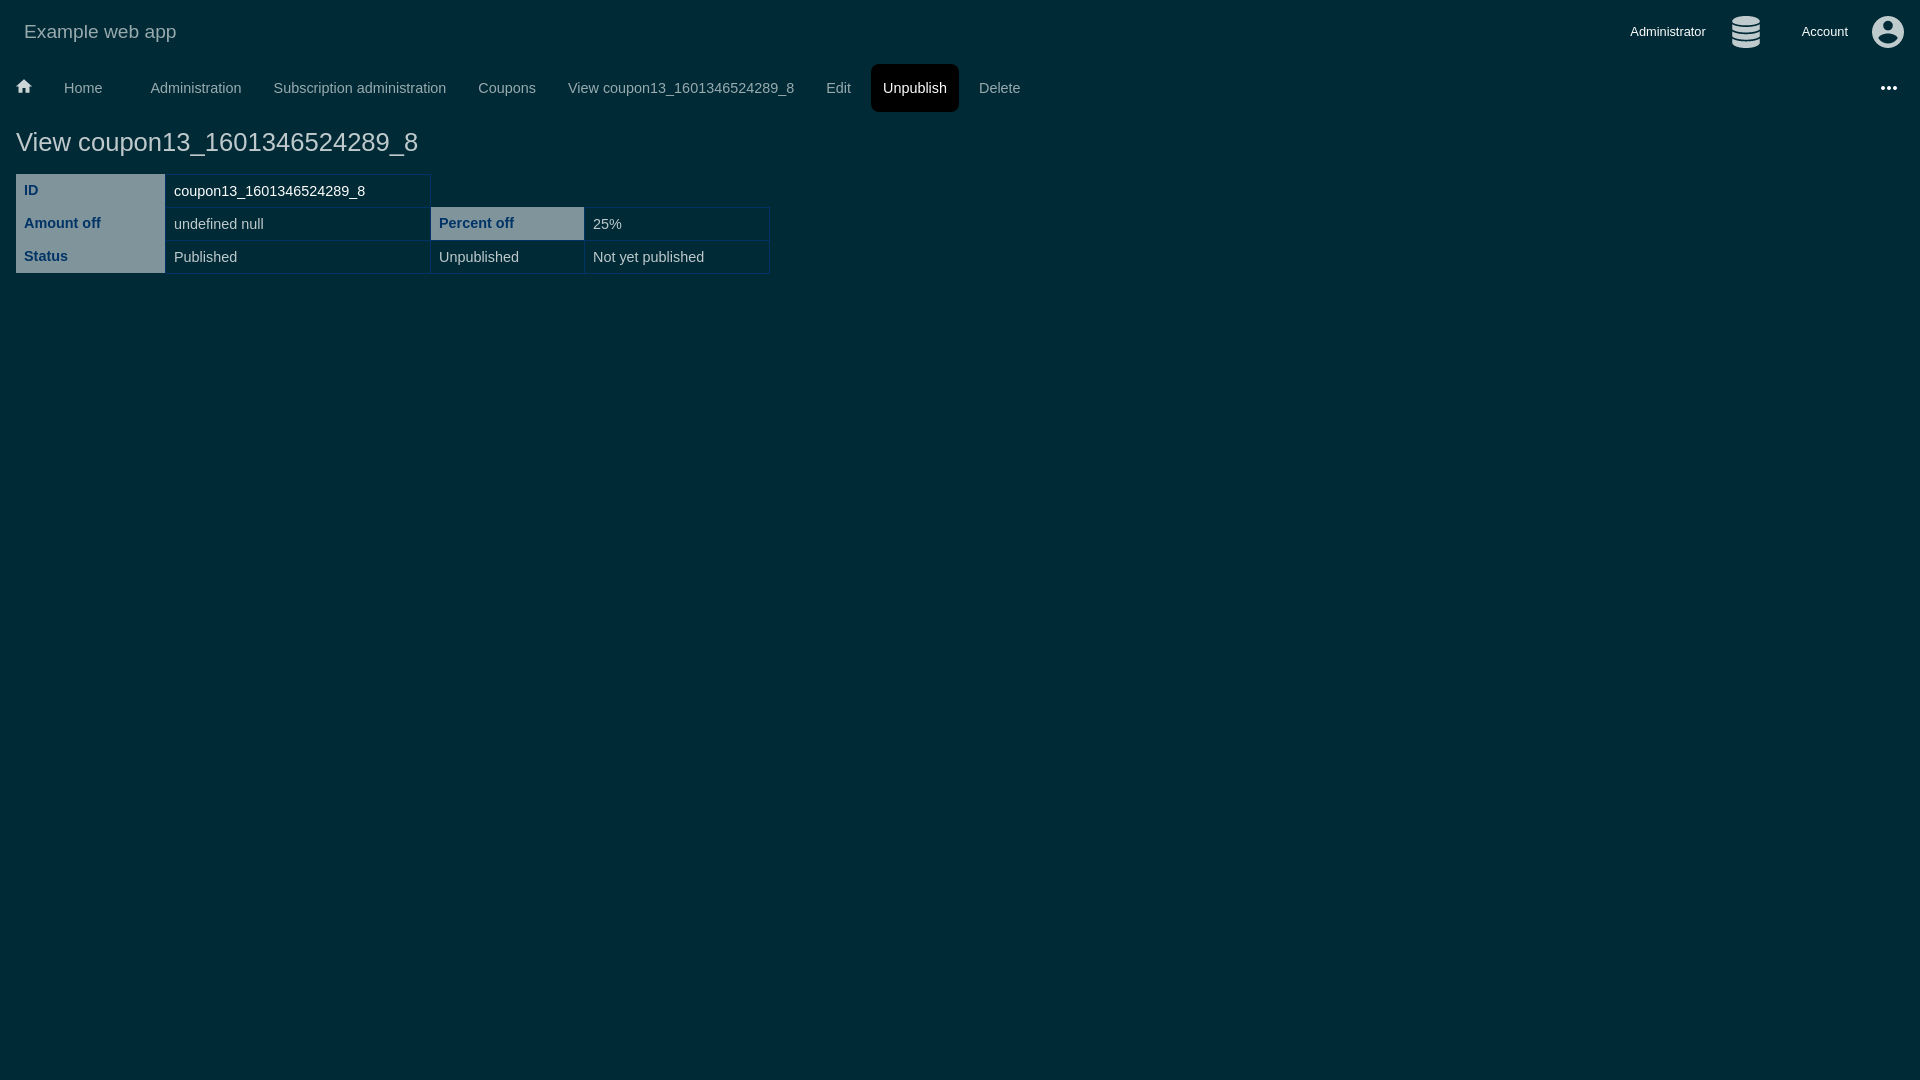 Example web app Administrator Account
Home Administration Subscription administration Coupons View coupon13_1601346524289_8 Edit Unpublish Delete
View coupon13_1601346524289_8
ID coupon13_1601346524289_8
Amount off undefined null Percent off 25%
Status Published Unpublished Not yet published